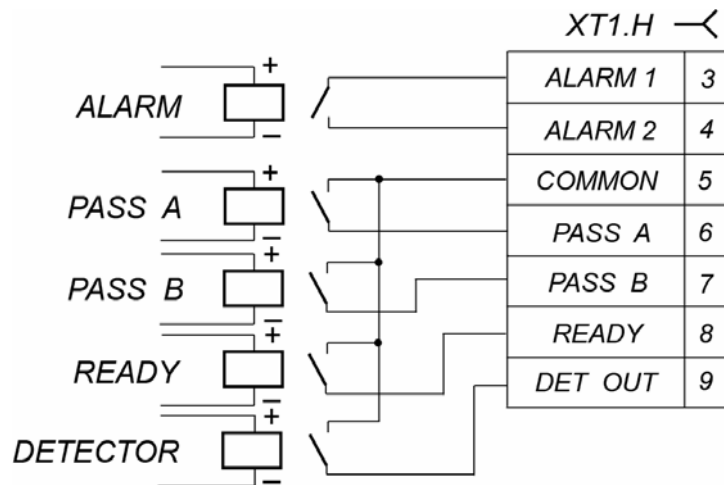 XT1.H
+
ALARM
–
ALARM 1 3
ALARM 2 4
+
PASS A
–
COMMON 5
PASS A 6
+
PASS B
–
PASS B 7
+
READY
–
READY 8
+
DETECTOR
–
DET OUT 9